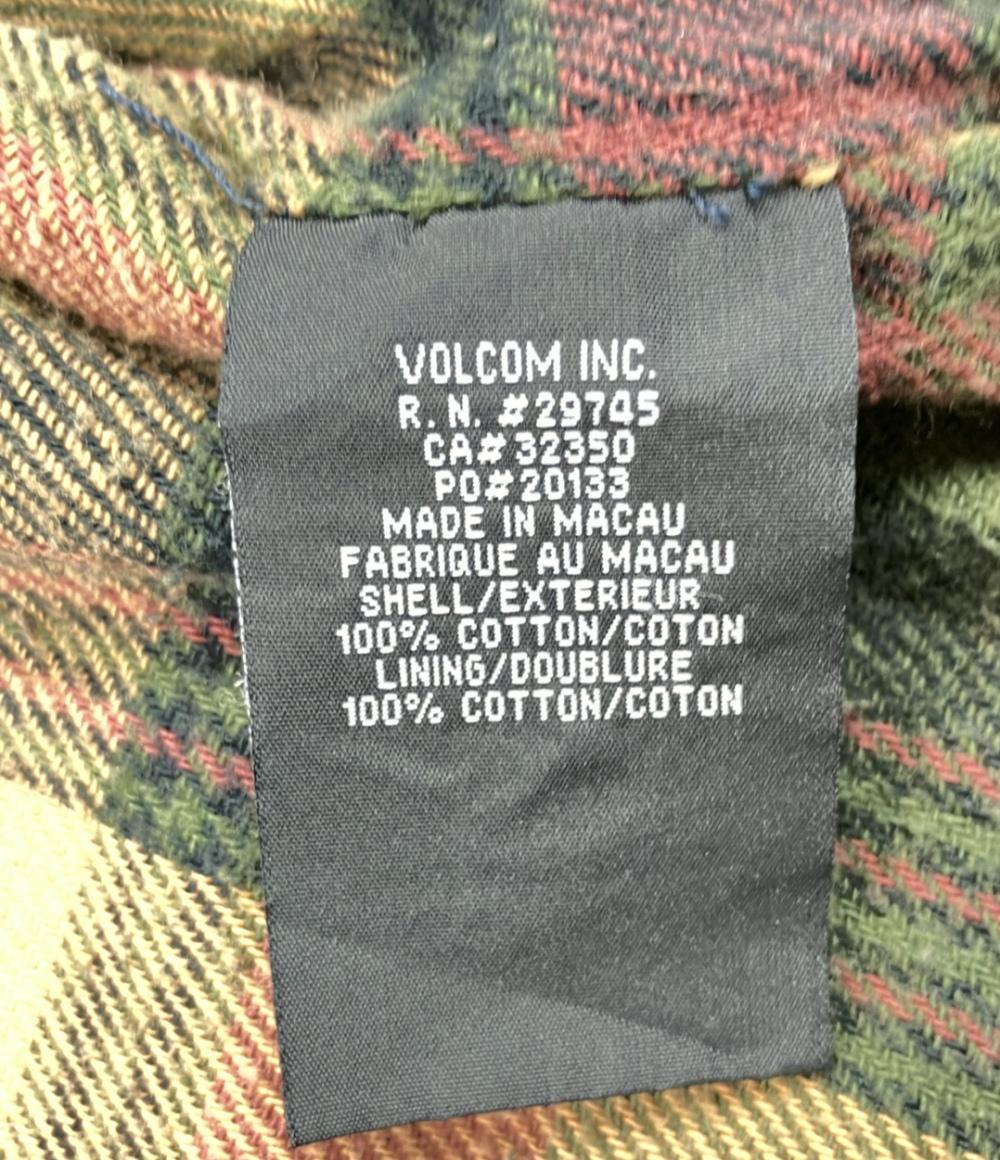 VOLCOM INC.
R. N. #29745
CA#32350
PO#20133
MADE IN MACAU
FABRIQUE AU MACAU
SHELL/EXTERIEUR
100% COTTON/COTON
LINING/DOUBLURE
100% COTTON/COTON